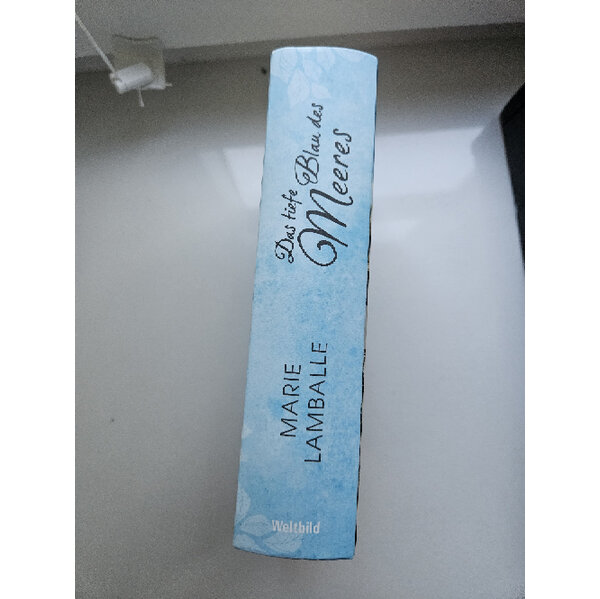 Das tiefe Blau des
Meeres
MARIE
LAMBALLE
Weltbild